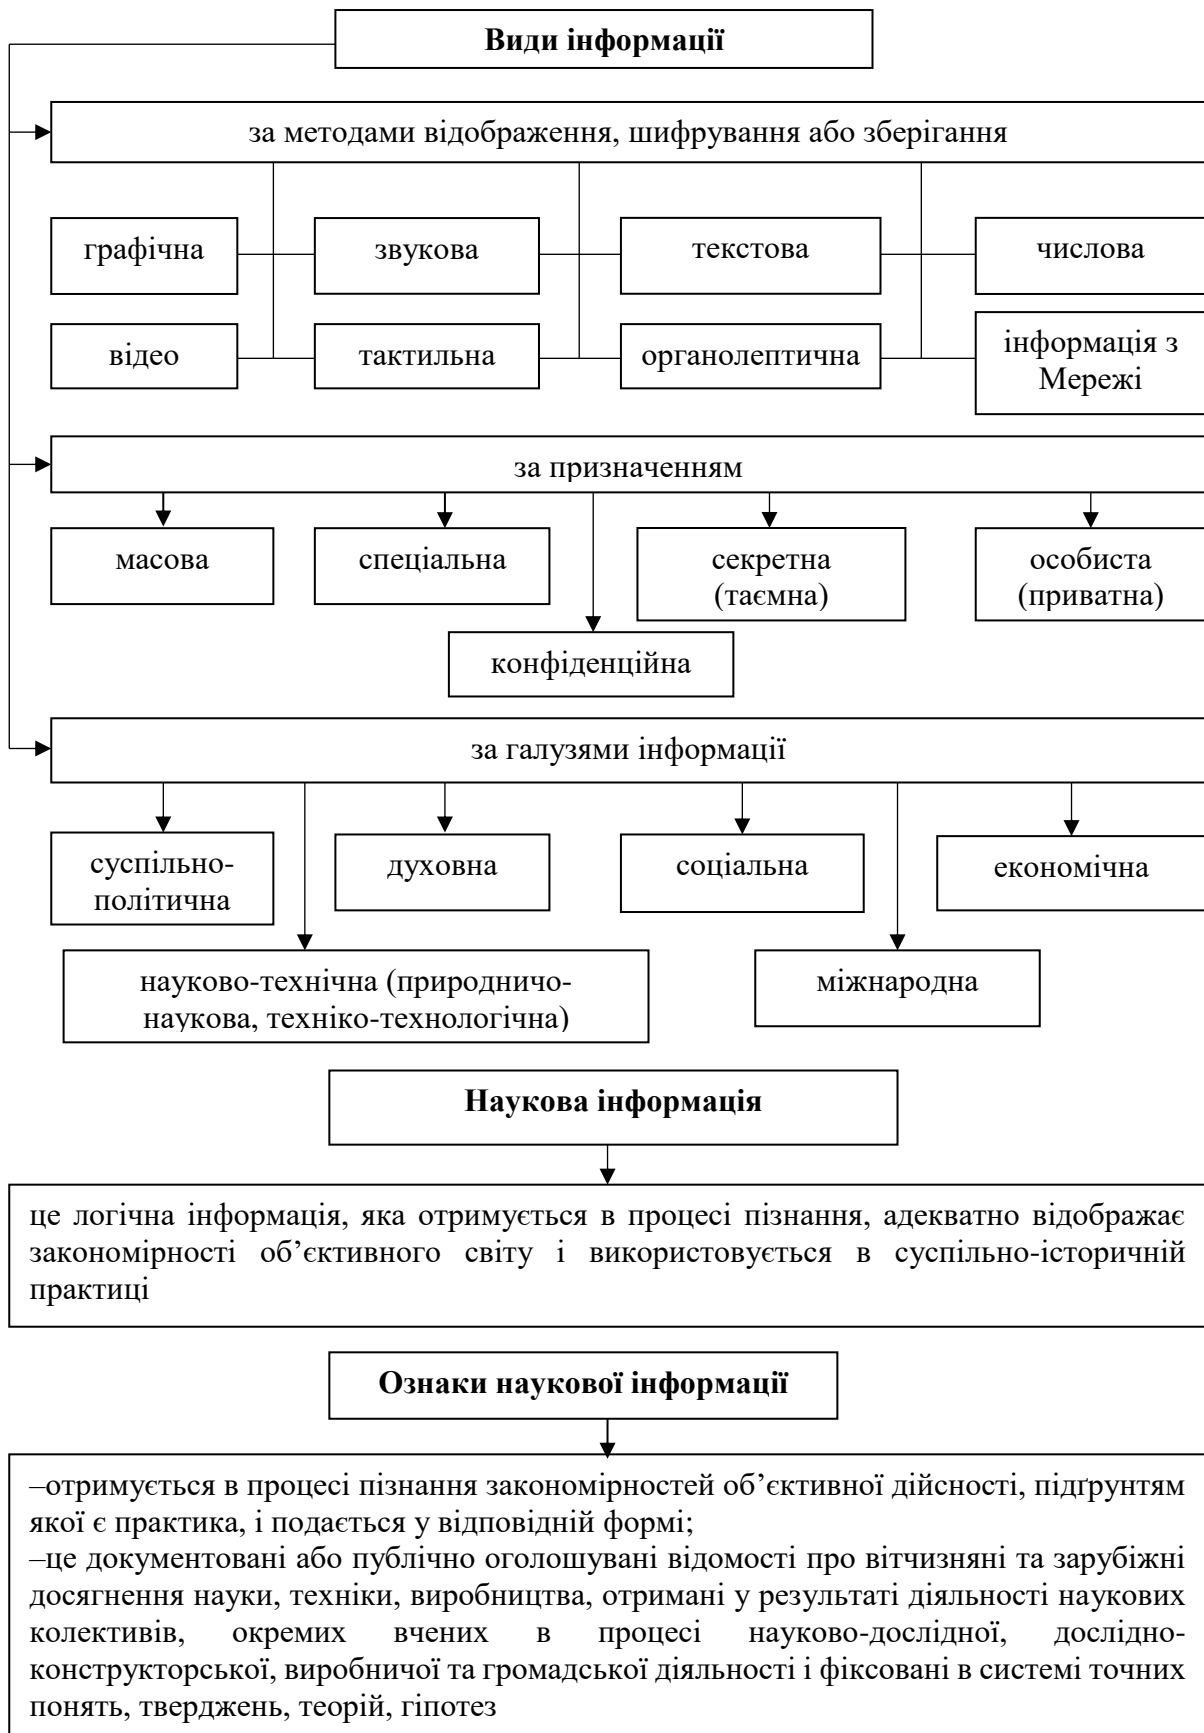 Види інформації
за методами відображення, шифрування або зберігання
графічна
звукова
текстова
числова
відео
тактильна
органолептична
інформація з
Мережі
за призначенням
масова
спеціальна
секретна
(таємна)
особиста
(приватна)
конфіденційна
за галузями інформації
суспільно-
політична
духовна
соціальна
економічна
науково-технічна (природничо-
наукова, техніко-технологічна)
міжнародна
Наукова інформація
це логічна інформація, яка отримується в процесі пізнання, адекватно відображає
закономірності об’єктивного світу і використовується в суспільно-історичній
практиці
Ознаки наукової інформації
–отримується в процесі пізнання закономірностей об’єктивної дійсності, підґрунтям
якої є практика, і подається у відповідній формі;
–це документовані або публічно оголошувані відомості про вітчизняні та зарубіжні
досягнення науки, техніки, виробництва, отримані у результаті діяльності наукових
колективів, окремих вчених в процесі науково-дослідної, дослідно-
конструкторської, виробничої та громадської діяльності і фіксовані в системі точних
понять, тверджень, теорій, гіпотез